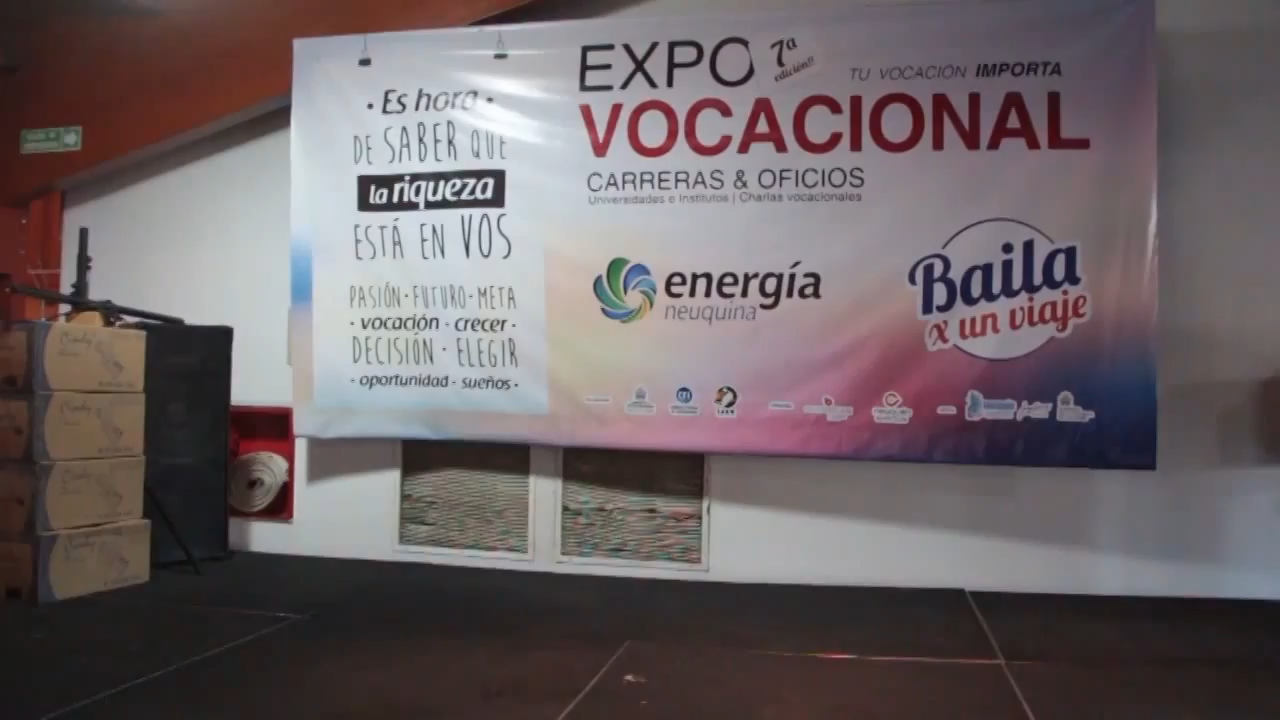 · Es hora ·
DE SABER QUE
la riqueza
ESTÁ EN VOS
PASIÓN · FUTURO · META
· vocación · crecer ·
DECISIÓN · ELEGIR
· oportunidad · sueños ·
EXPO 7ª edición!!
TU VOCACIÓN IMPORTA
VOCACIONAL
CARRERAS & OFICIOS
Universidades e Institutos | Charlas vocacionales
energía
neuquina
Baila
x un viaje